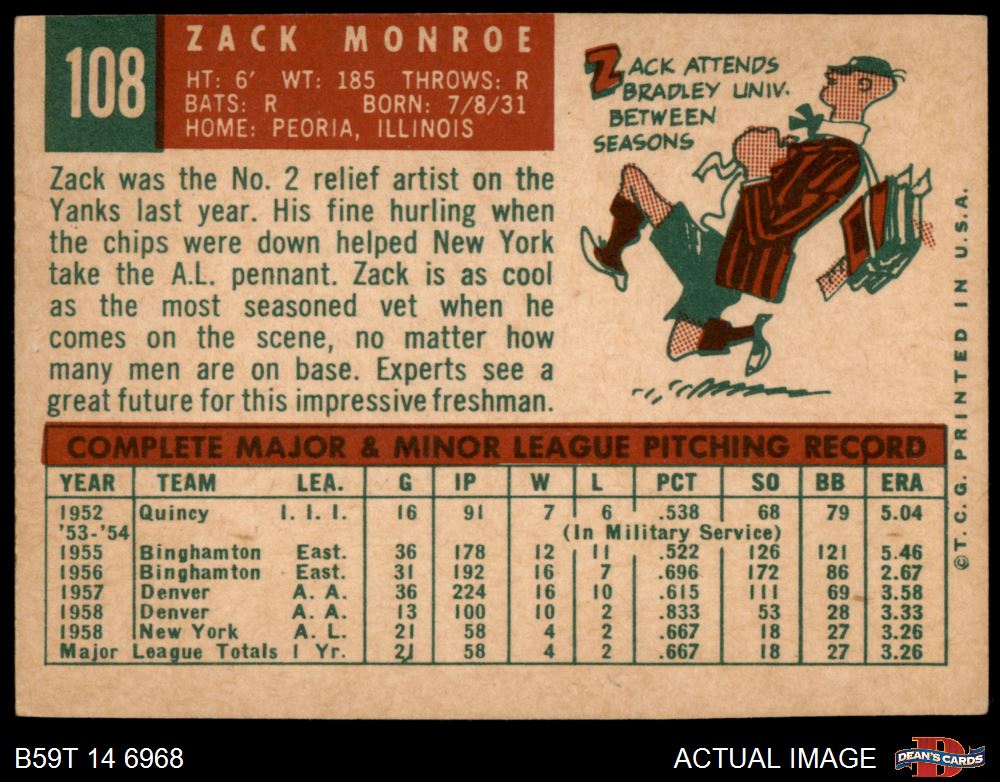 108
ZACK MONROE
HT: 6' WT: 185 THROWS: R
BATS: R BORN: 7/8/31
HOME: PEORIA, ILLINOIS
ZACK ATTENDS
BRADLEY UNIV.
BETWEEN
SEASONS
Zack was the No. 2 relief artist on the
Yanks last year. His fine hurling when
the chips were down helped New York
take the A.L. pennant. Zack is as cool
as the most seasoned vet when he
comes on the scene, no matter how
many men are on base. Experts see a
great future for this impressive freshman.
COMPLETE MAJOR & MINOR LEAGUE PITCHING RECORD
YEAR TEAM LEA. G IP W L PCT SO BB ERA
1952 Quincy I. I. I. 16 91 7 6 .538 68 79 5.04
'53-'54 (In Military Service)
1955 Binghamton East. 36 178 12 11 .522 126 121 5.46
1956 Binghamton East. 31 192 16 7 .696 172 86 2.67
1957 Denver A. A. 36 224 16 10 .615 111 69 3.58
1958 Denver A. A. 13 100 10 2 .833 53 28 3.33
1958 New York A. L. 21 58 4 2 .667 18 27 3.26
Major League Totals 1 Yr. 21 58 4 2 .667 18 27 3.26
© T. C. G. PRINTED IN U.S.A.
B59T 14 6968
ACTUAL IMAGE
D
DEAN'S CARDS